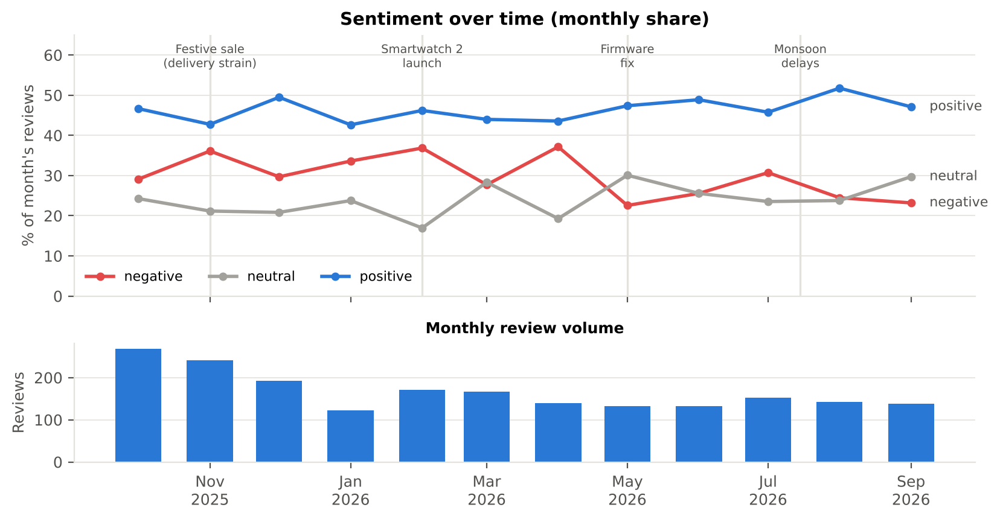 Sentiment over time (monthly share)
Festive sale
(delivery strain)
Smartwatch 2
launch
Firmware
fix
Monsoon
delays
% of month's reviews
60
50
40
30
20
10
0
positive
neutral
negative
negative
neutral
positive
Monthly review volume
Reviews
200
100
0
Nov
2025
Jan
2026
Mar
2026
May
2026
Jul
2026
Sep
2026